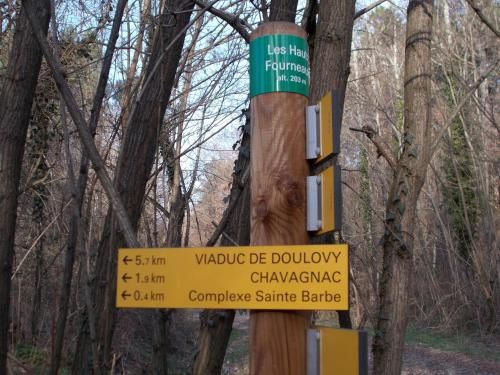 Les Hauts
Fourneaux
alt. 203 m
← 5.7 km VIADUC DE DOULOVY
← 1.9 km CHAVAGNAC
← 0.4 km Complexe Sainte Barbe